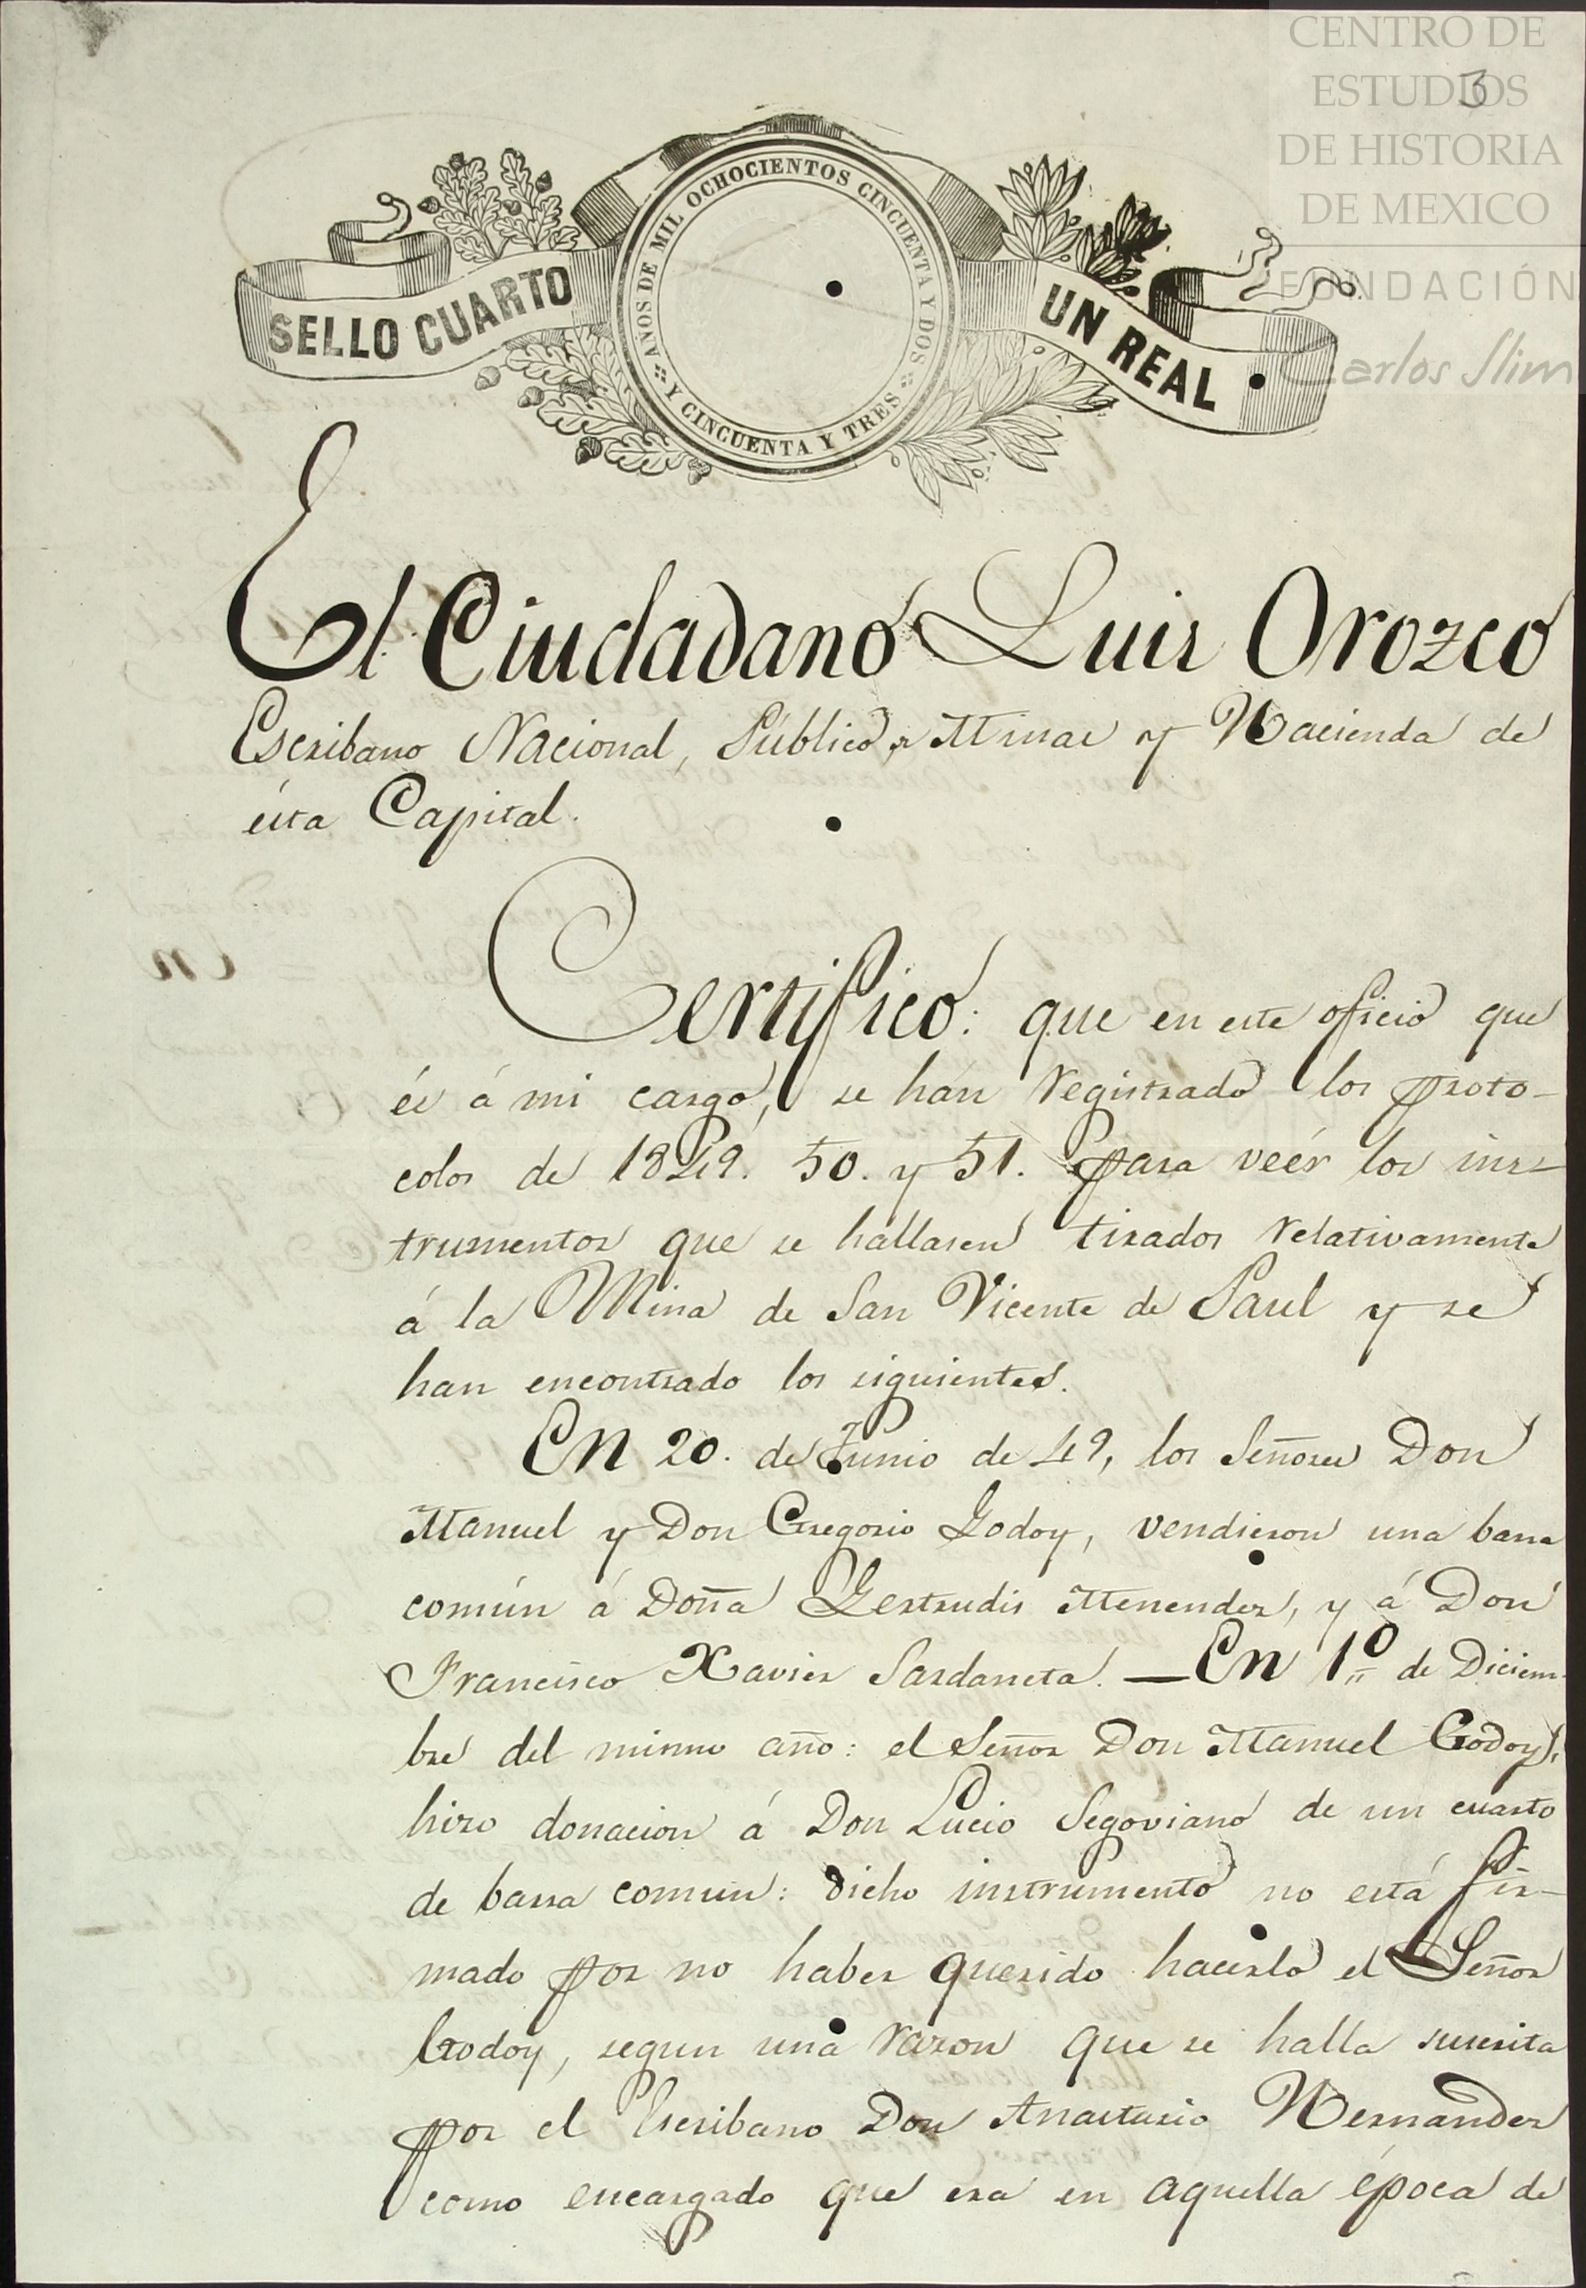 CENTRO DE
ESTUDIOS
DE HISTORIA
DE MEXICO
FUNDACIÓN
Carlos Slim
3
SELLO CUARTO
AÑOS DE MIL OCHOCIENTOS CINCUENTA Y DOS
Y CINCUENTA Y TRES
UN REAL
El Ciudadano Luis Orozco
Escribano Nacional, Público, Minas y Hacienda de
ésta Capital.
Certifico: que en este oficio que
és á mi cargo, se hán registrado los proto-
colos de 1849. 50. y 51. para veér los ins-
trumentos que se hallasen tirados relativamente
á la Mina de San Vicente de Paul y se
han encontrado los siguientes.
En 20. de Junio de 49, los Señores Don
Manuel y Don Gregorio Godoy, vendieron una barra
común á Doña Gertrudis Menendez, y á Don
Francisco Xavier Sardaneta. — En 1º de Diciem-
bre del mismo año: el Señor Don Manuel Godoy,
hizo donacion á Don Lucio Segoviano de un cuarto
de barra comun: dicho instrumento no está fir-
mado por no haber querido hacerlo el Señor
Godoy, segun una razon que se halla suscrita
por el Escribano Don Anastasio Hernandez
como encargado que era en aquella época de